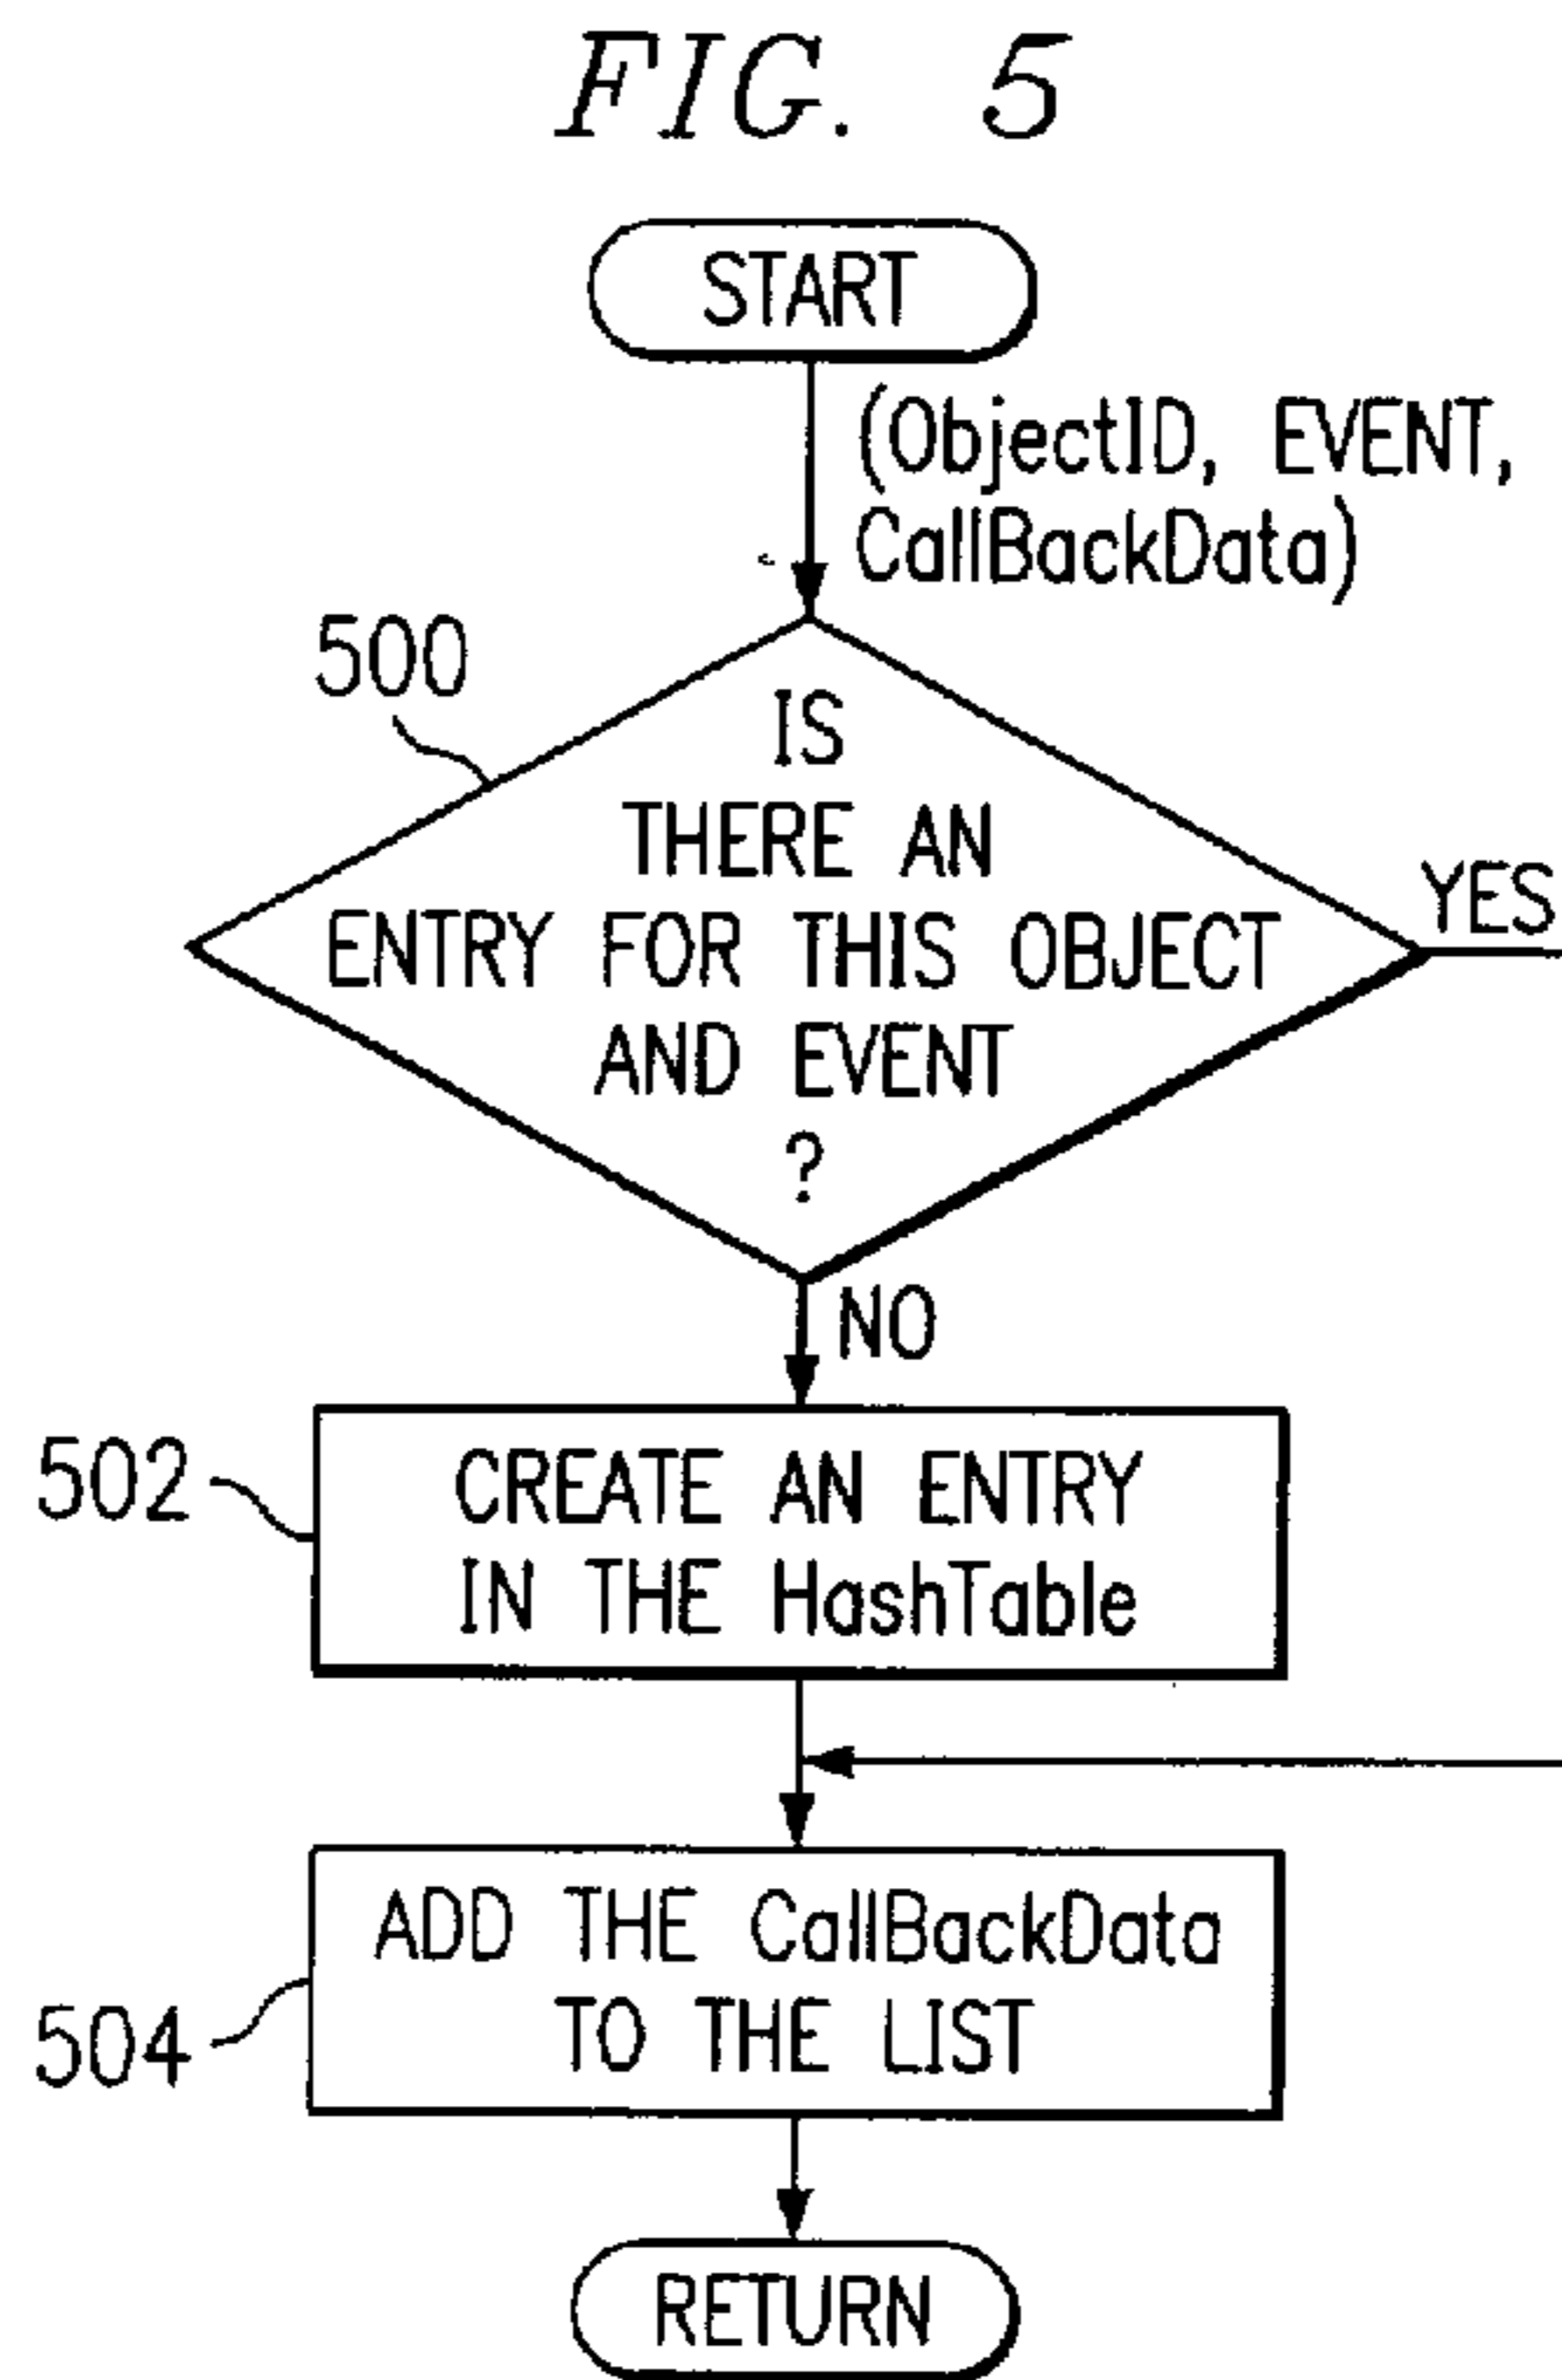 FIG. 5
START
(ObjectID, EVENT,
CallBackData)
500
IS
THERE AN
ENTRY FOR THIS OBJECT
AND EVENT
?
YES
NO
502
CREATE AN ENTRY
IN THE HashTable
ADD THE CallBackData
TO THE LIST
504
RETURN